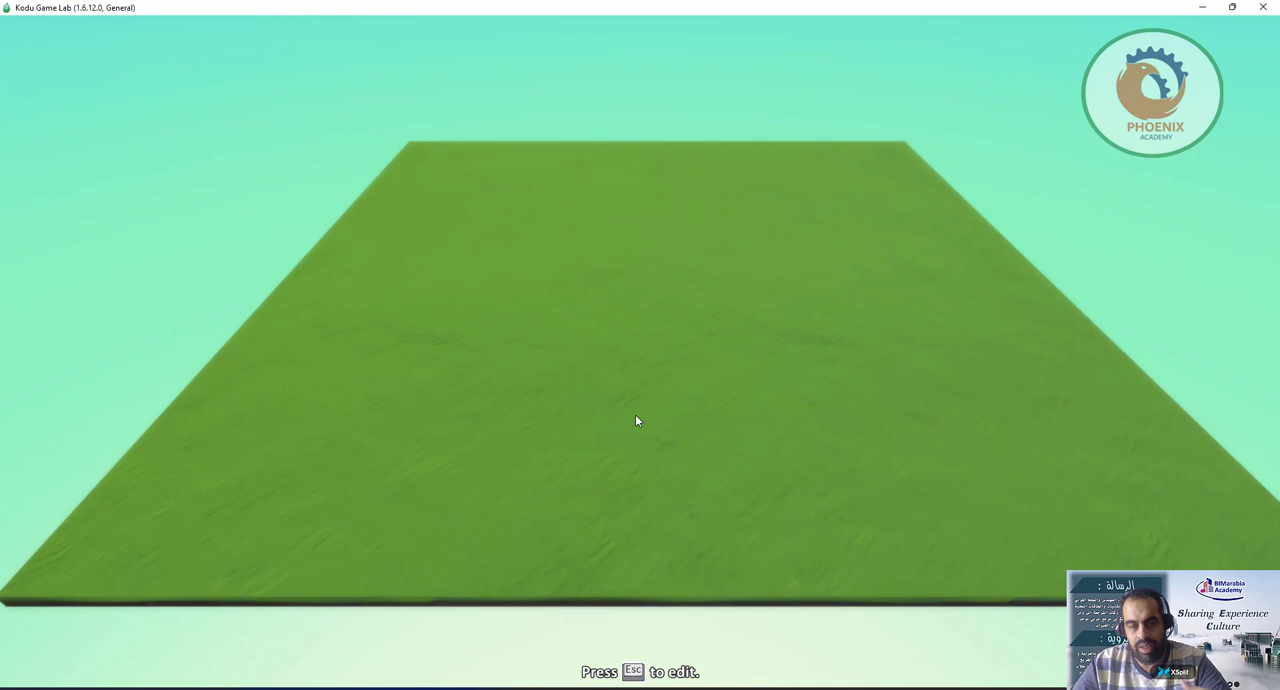 Kodu Game Lab (1.6.12.0, General)
PHOENIX
ACADEMY
Press Esc to edit.
الرسالة :
BIMarabia
Academy
Sharing Experience
Culture
XSplit